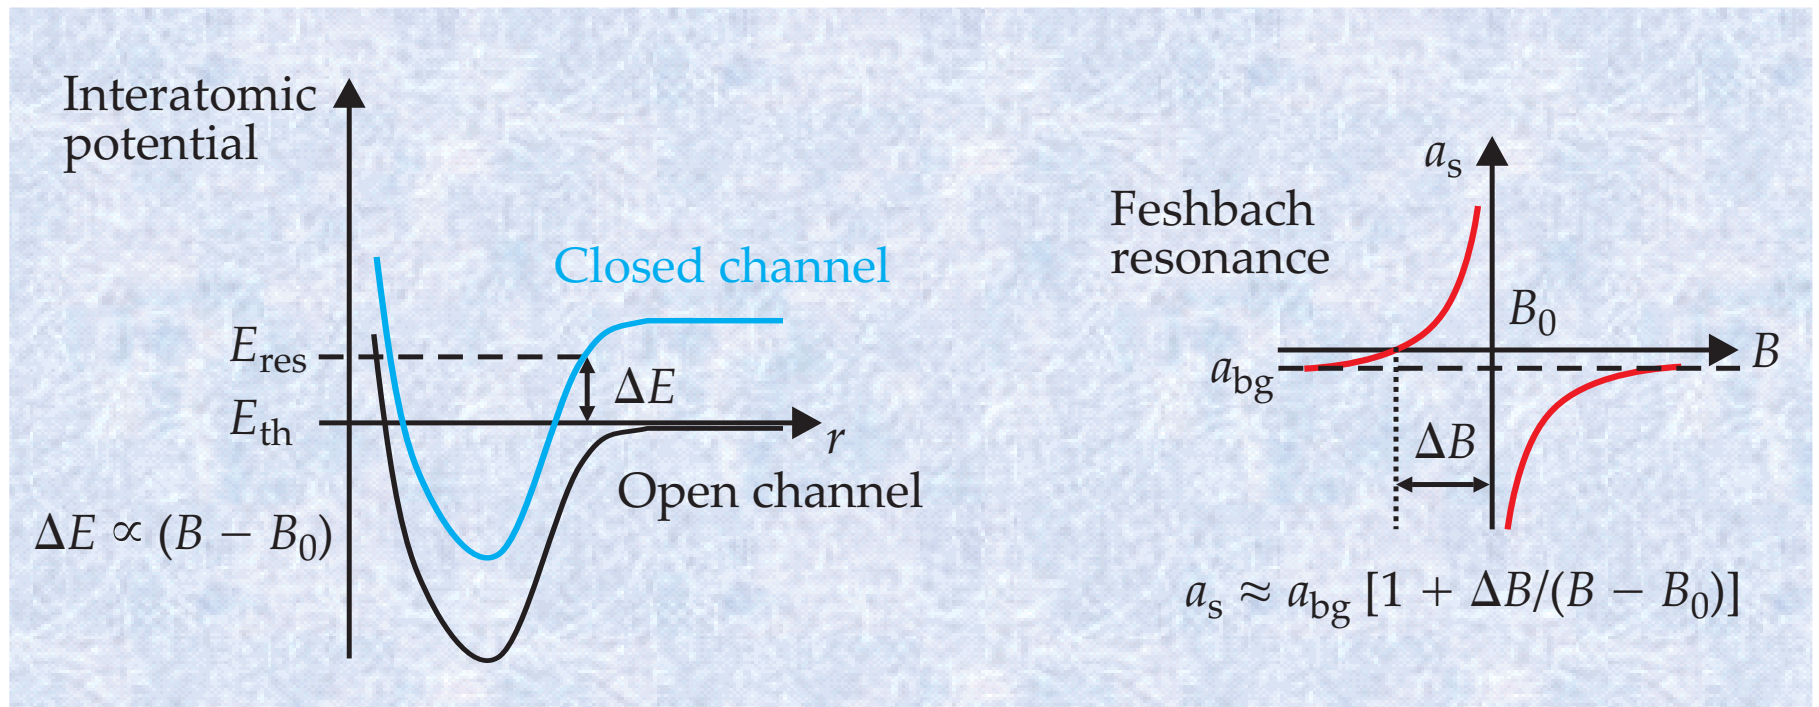 Interatomic
potential
Closed channel
E_res
ΔE
E_th
r
Open channel
ΔE ∝ (B − B_0)
a_s
Feshbach
resonance
B_0
B
a_bg
ΔB
a_s ≈ a_bg [1 + ΔB/(B − B_0)]